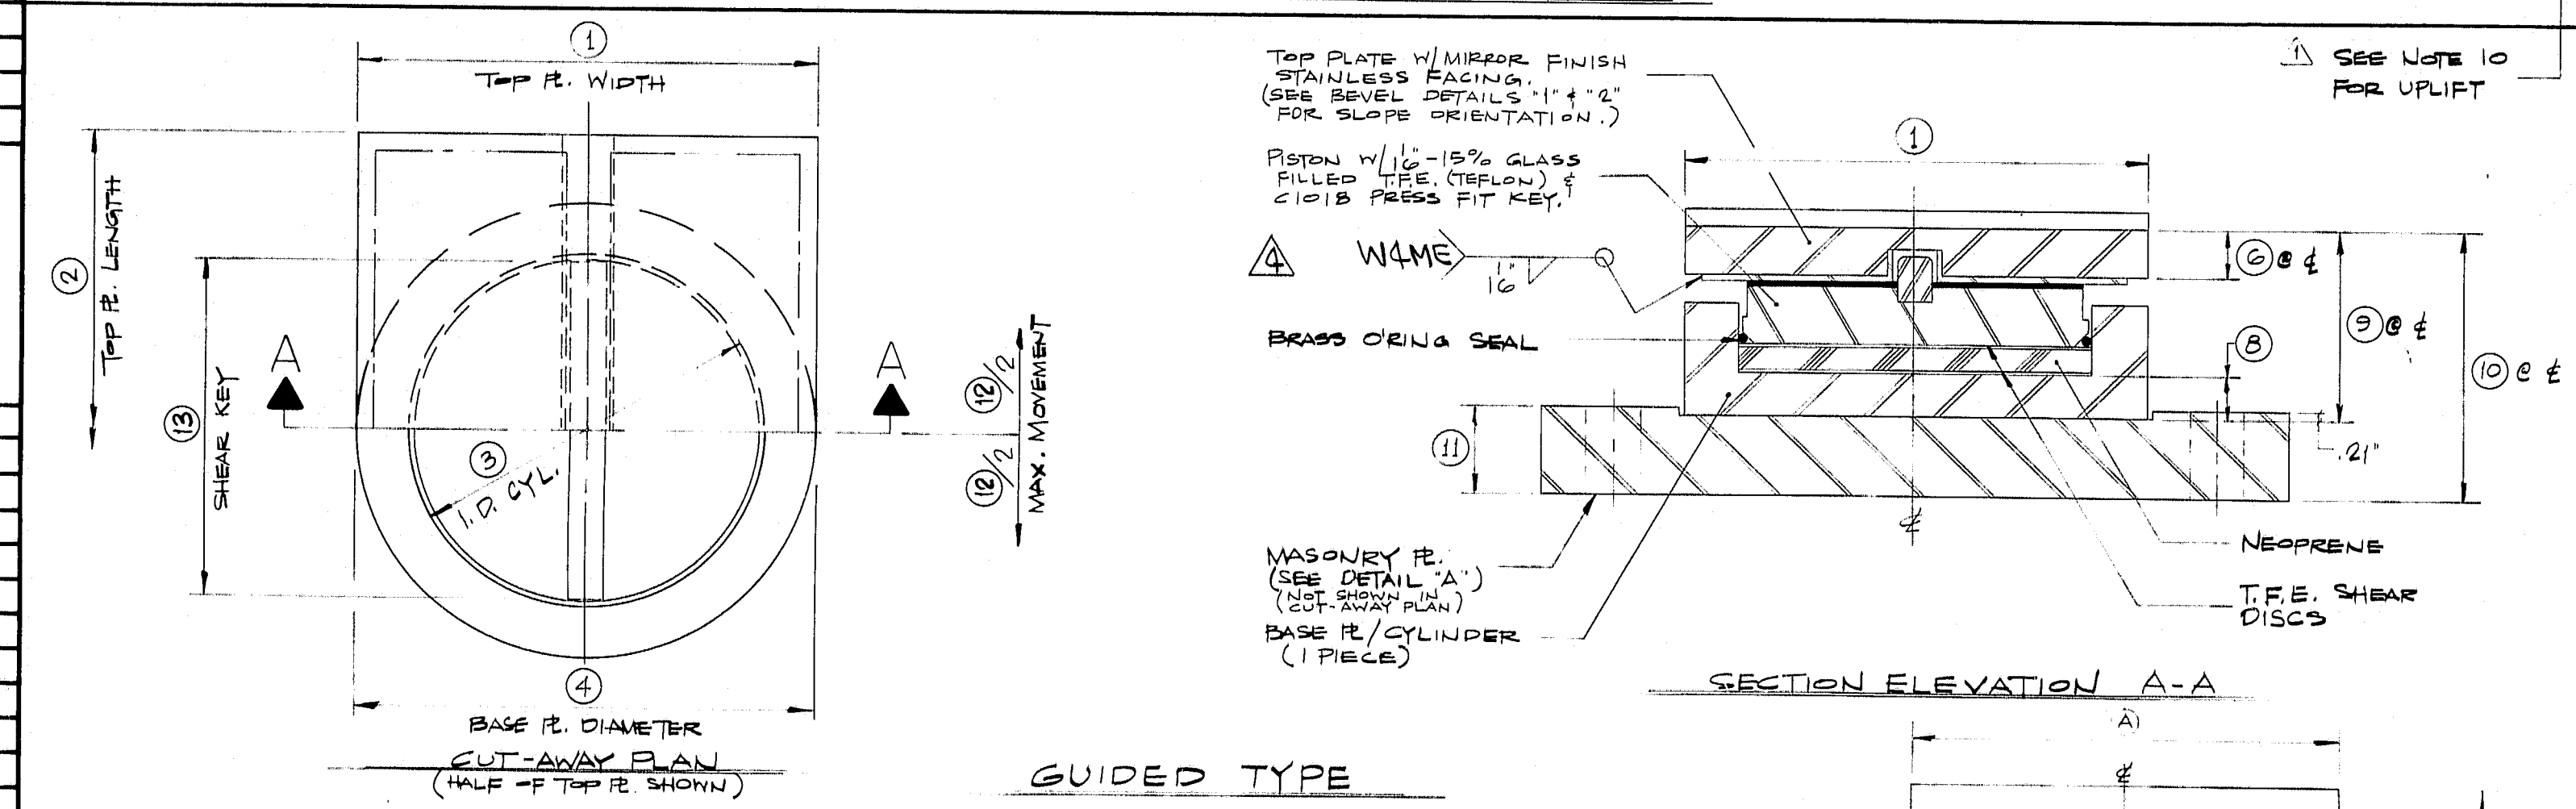 1
TOP PL. WIDTH
2
TOP PL. LENGTH
13
SHEAR KEY
A
A
3
I.D. CYL.
12/2
12/2
MAX. MOVEMENT
4
BASE PL. DIAMETER
CUT-AWAY PLAN
(HALF OF TOP PL. SHOWN)
GUIDED TYPE
TOP PLATE W/ MIRROR FINISH
STAINLESS FACING.
(SEE BEVEL DETAILS "1" & "2"
FOR SLOPE ORIENTATION.)
PISTON W/ 1/16"-15% GLASS
FILLED T.F.E. (TEFLON) &
C1018 PRESS FIT KEY.
4
W4ME
1/16"
BRASS O'RING SEAL
11
MASONRY PL.
(SEE DETAIL "A")
(NOT SHOWN IN
CUT-AWAY PLAN)
BASE PL/CYLINDER
(1 PIECE)
1
1 SEE NOTE 10
FOR UPLIFT
6 @ ℄
9 @ ℄
8
10 @ ℄
.21"
℄
NEOPRENE
T.F.E. SHEAR
DISCS
SECTION ELEVATION A-A
A
℄